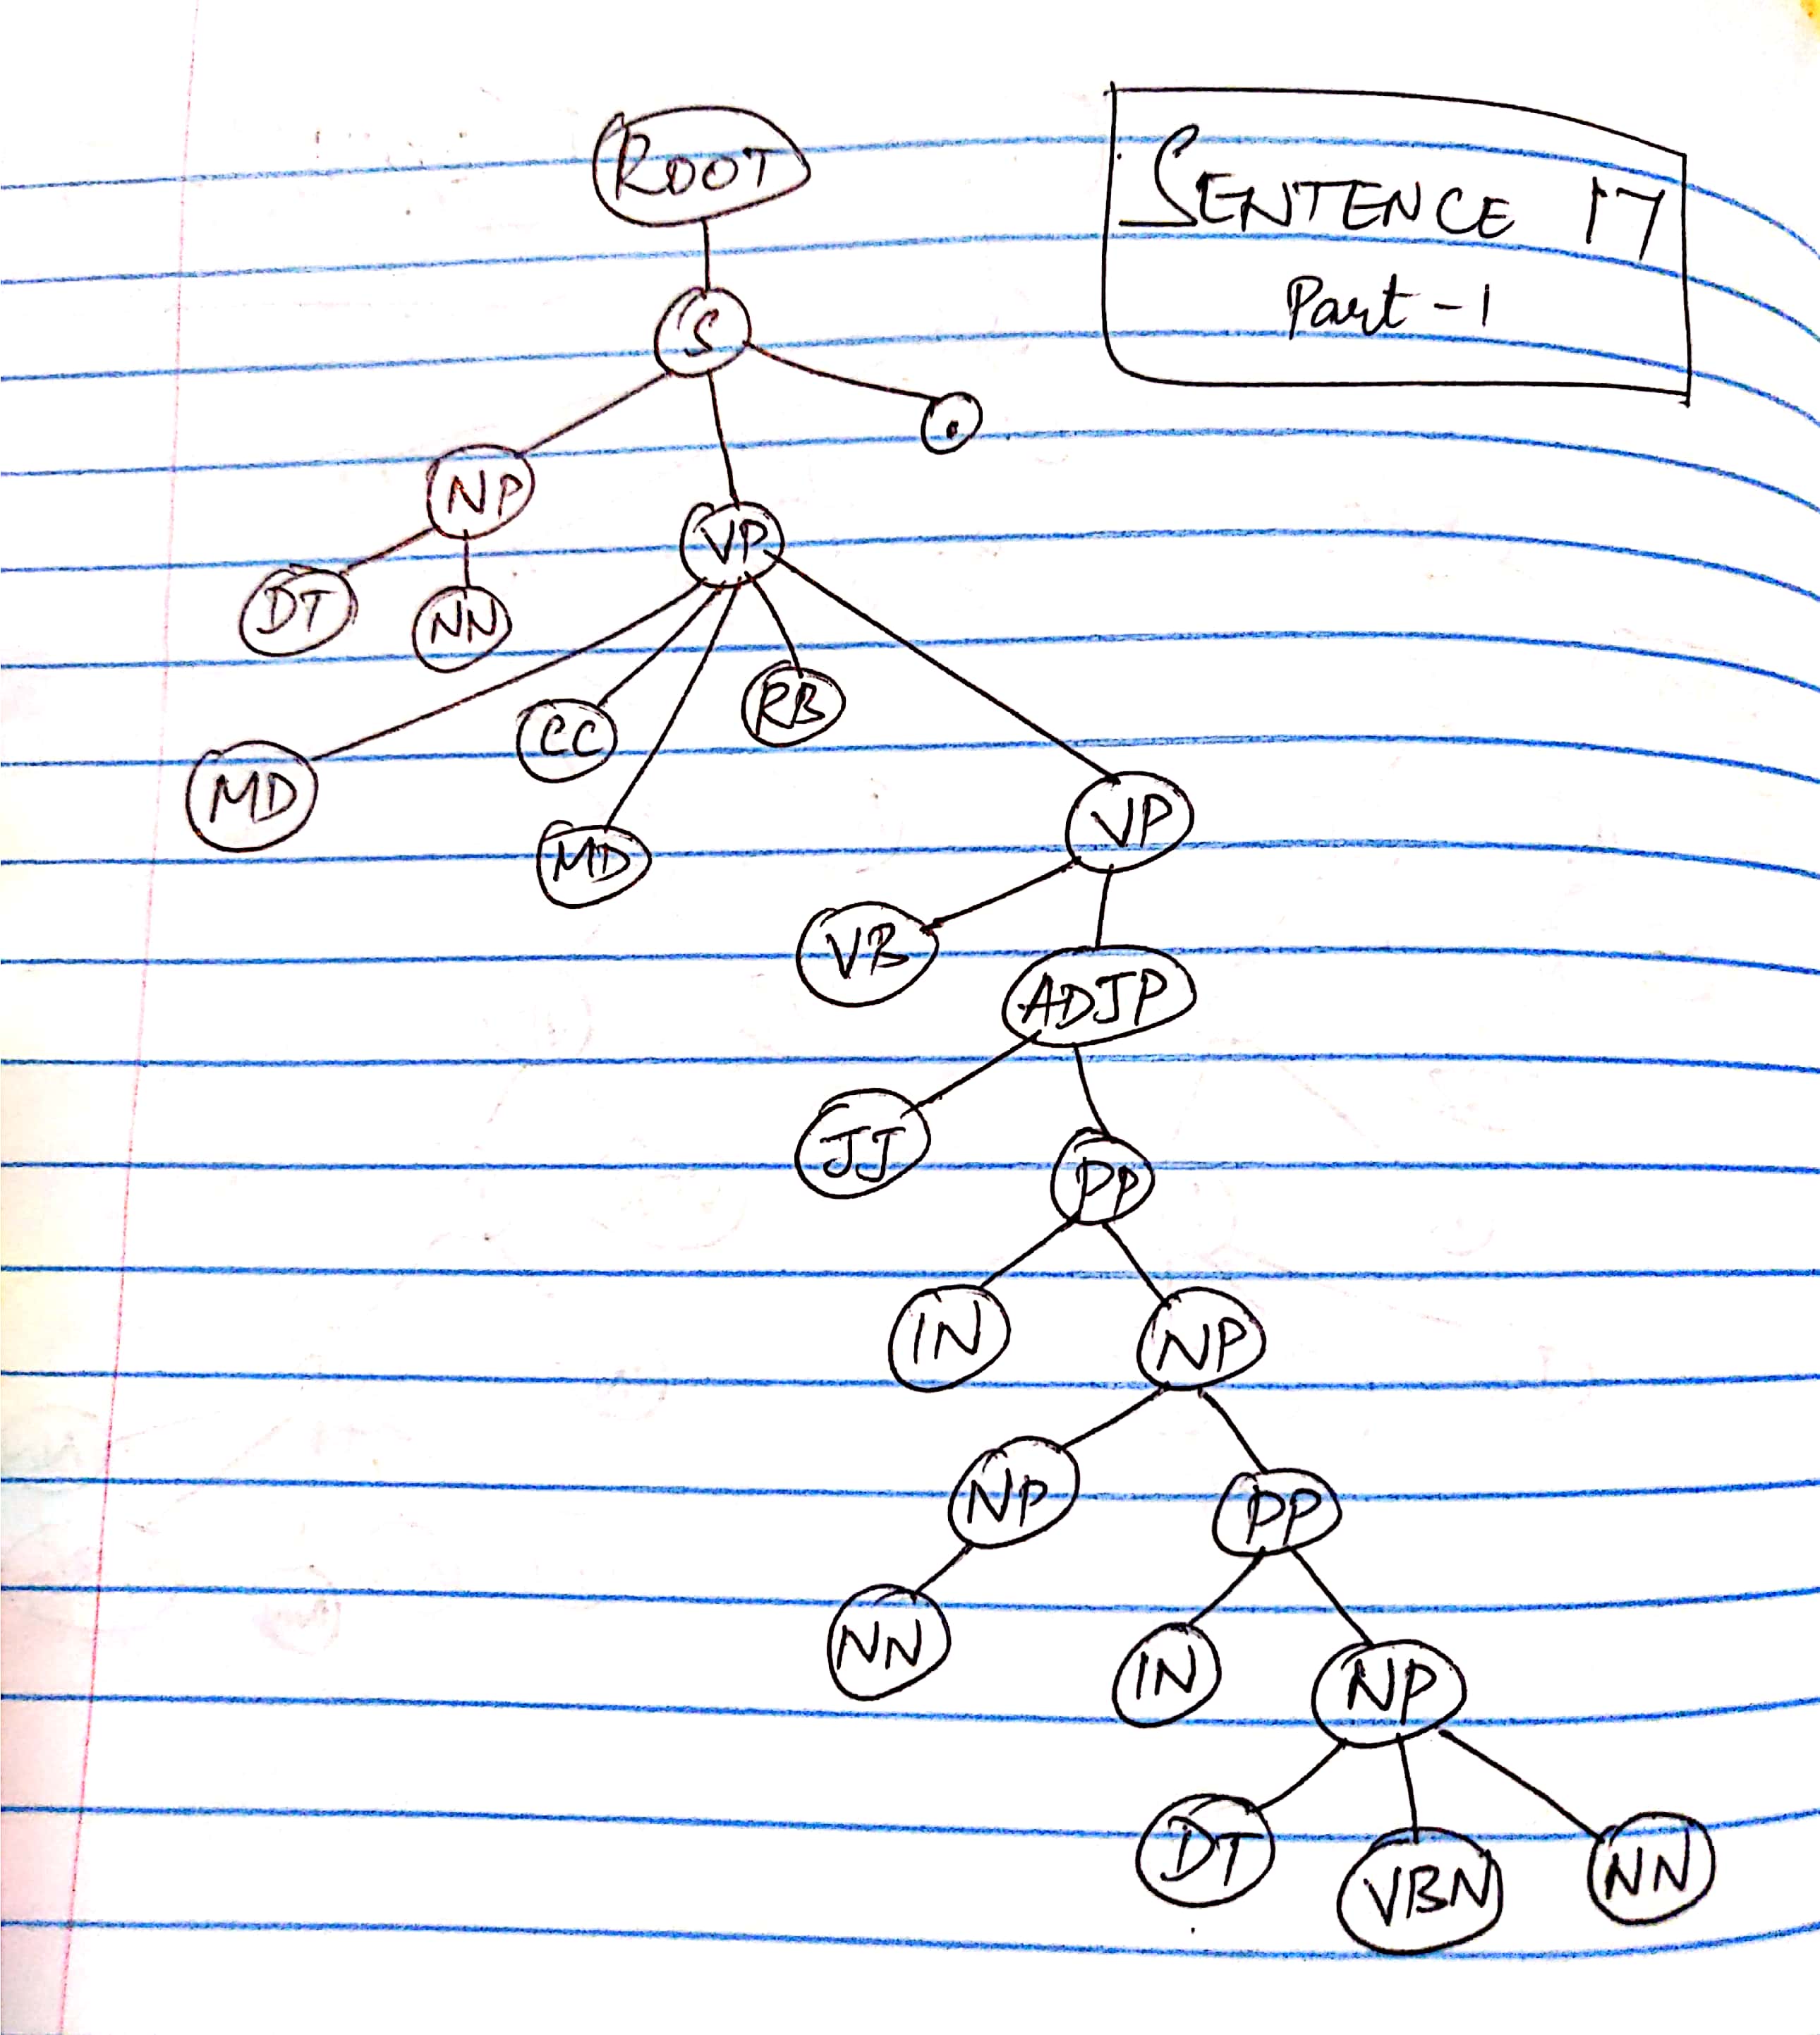 ROOT
SENTENCE 17
Part - 1
S
.
NP
VP
DT
NN
RB
CC
MD
MD
VP
VB
ADJP
JJ
PP
IN
NP
NP
PP
NN
IN
NP
DT
VBN
NN